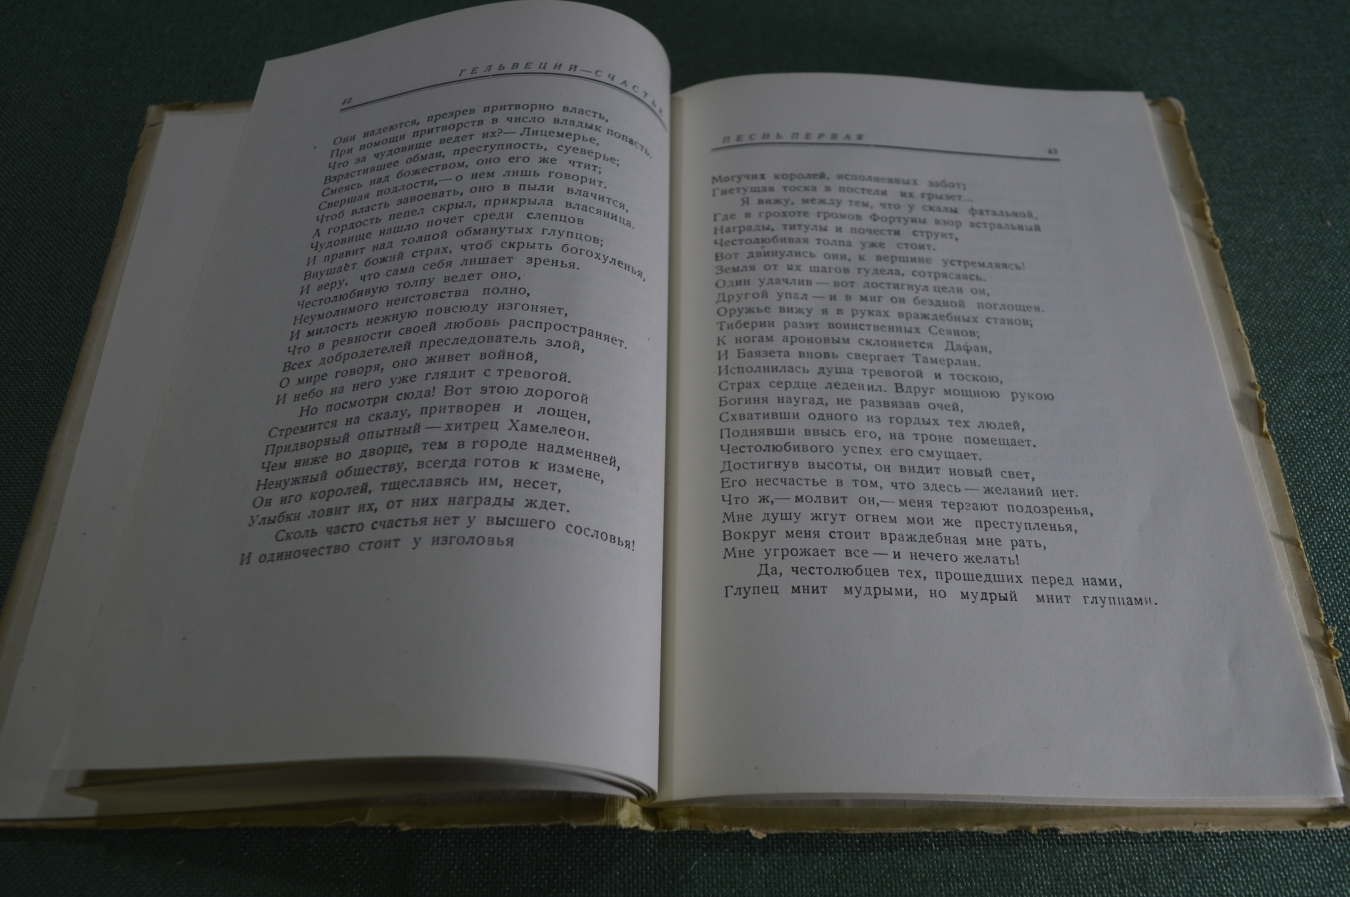 42
ГЕЛЬВЕЦИЙ—СЧАСТЬЕ
Они надеются, презрев притворно власть,
При помощи притворств в число владык попасть.
Что за чудовище ведет их?— Лицемерье,
Взрастившее обман, преступность, суеверье;
Смеясь над божеством, оно его же чтит;
Свершая подлости,— о нем лишь говорит.
Чтоб власть завоевать, оно в пыли влачится,
А гордость пепел скрыл, прикрыла власяница.
Чудовище нашло почет среди слепцов
И правит над толпой обманутых глупцов;
Внушает божий страх, чтоб скрыть богохуленья,
И веру, что сама себя лишает зренья.
Честолюбивую толпу ведет оно,
Неумолимого неистовства полно,
И милость нежную повсюду изгоняет,
Что в ревности своей любовь распространяет.
Всех добродетелей преследователь злой,
О мире говоря, оно живет войной,
И небо на него уже глядит с тревогой.
Но посмотри сюда! Вот этою дорогой
Стремится на скалу, притворен и лощен,
Придворный опытный — хитрец Хамелеон.
Чем ниже во дворце, тем в городе надменней,
Ненужный обществу, всегда готов к измене,
Он иго королей, тщеславясь им, несет,
Улыбки ловит их, от них награды ждет.
Сколь часто счастья нет у высшего сословья!
И одиночество стоит у изголовья
ПЕСНЬ ПЕРВАЯ
43
Могучих королей, исполненных забот;
Гнетущая тоска в постели их грызет...
Я вижу, между тем, что у скалы фатальной,
Где в грохоте громов Фортуны взор астральный
Награды, титулы и почести струит,
Честолюбивая толпа уже стоит.
Вот двинулись они, к вершине устремляясь!
Земля от их шагов гудела, сотрясаясь.
Один удачлив — вот достигнул цели он,
Другой упал — и в миг он бездной поглощен.
Оружье вижу я в руках враждебных станов;
Тиберии разят воинственных Сеянов;
К ногам ароновым склоняется Дафан,
И Баязета вновь свергает Тамерлан.
Исполнилась душа тревогой и тоскою,
Страх сердце леденил. Вдруг мощною рукою
Богиня наугад, не развязав очей,
Схвативши одного из гордых тех людей,
Поднявши ввысь его, на троне помещает.
Честолюбивого успех его смущает.
Достигнув высоты, он видит новый свет,
Его несчастье в том, что здесь — желаний нет.
Что ж,— молвит он,— меня терзают подозренья,
Мне душу жгут огнем мои же преступленья,
Вокруг меня стоит враждебная мне рать,
Мне угрожает все — и нечего желать!
Да, честолюбцев тех, прошедших перед нами,
Глупец мнит мудрыми, но мудрый мнит глупцами.